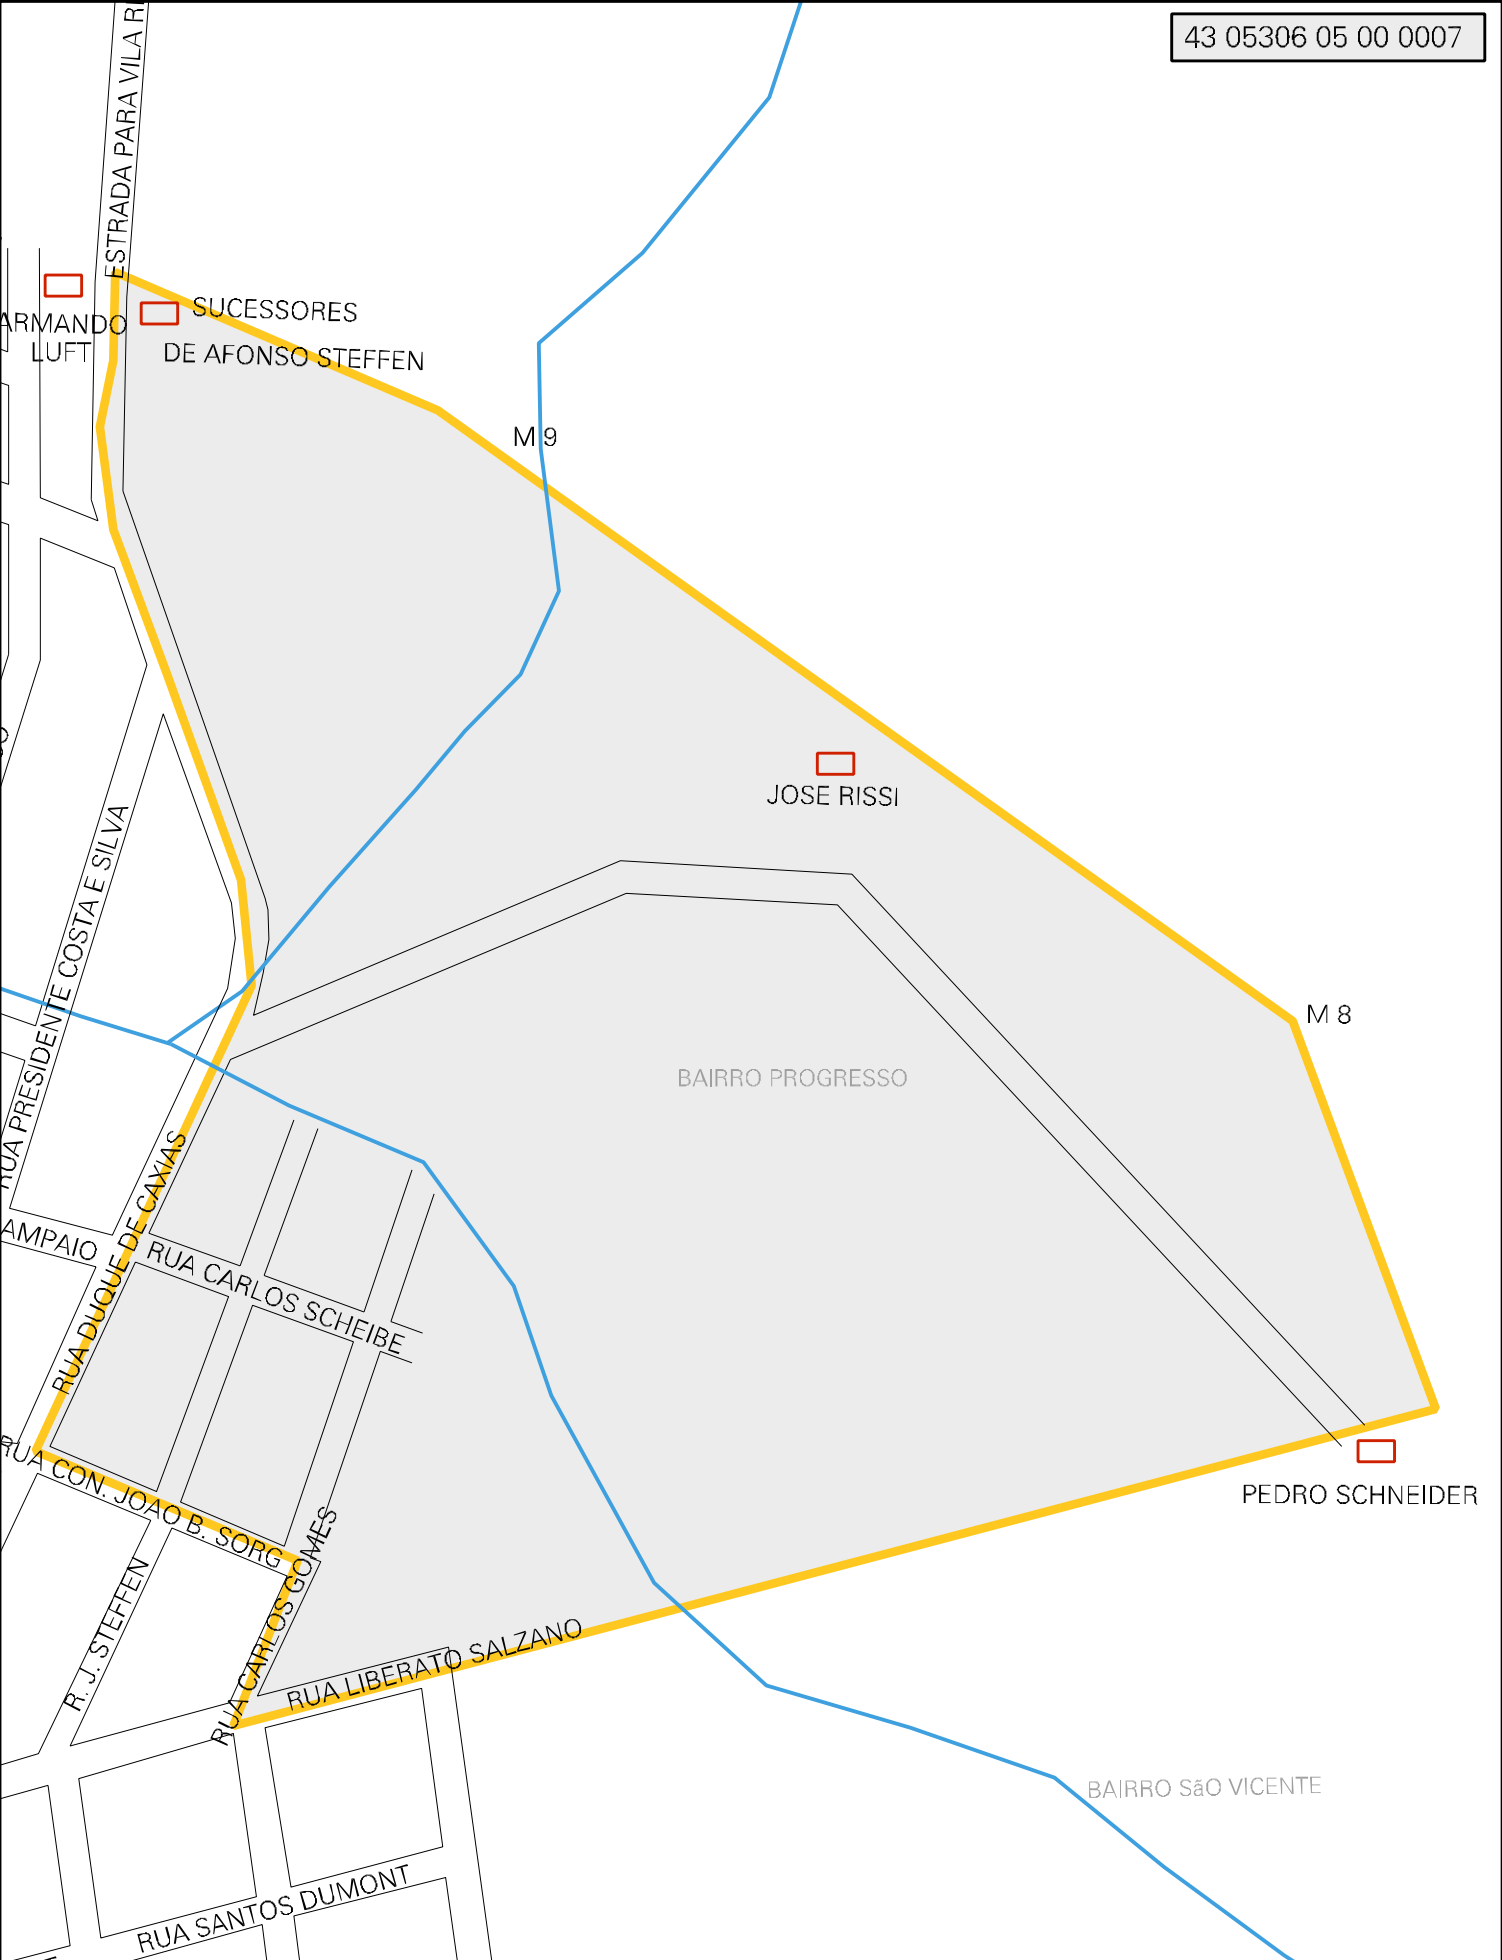 43 05306 05 00 0007
ESTRADA PARA VILA
SUCESSORES
DE AFONSO STEFFEN
ARMANDO
LUFT
M 9
JOSE RISSI
RUA PRESIDENTE COSTA E SILVA
M 8
BAIRRO PROGRESSO
RUA DUQUE DE CAXIAS
AMPAIO
RUA CARLOS SCHEIBE
RUA CON. JOAO B. SORG
PEDRO SCHNEIDER
R. J. STEFFEN
RUA CARLOS GOMES
RUA LIBERATO SALZANO
BAIRRO SãO VICENTE
RUA SANTOS DUMONT